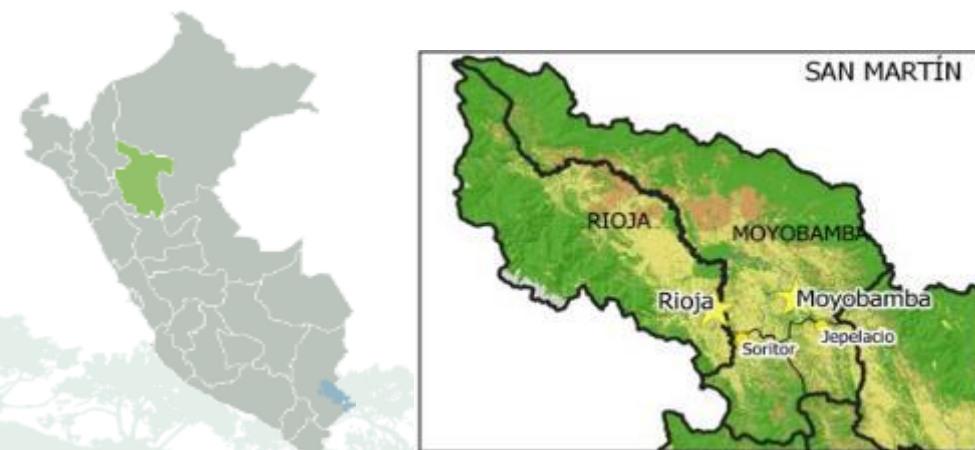 SAN MARTÍN
RIOJA
MOYOBAMBA
Rioja
Moyobamba
Soritor
Jepelacio